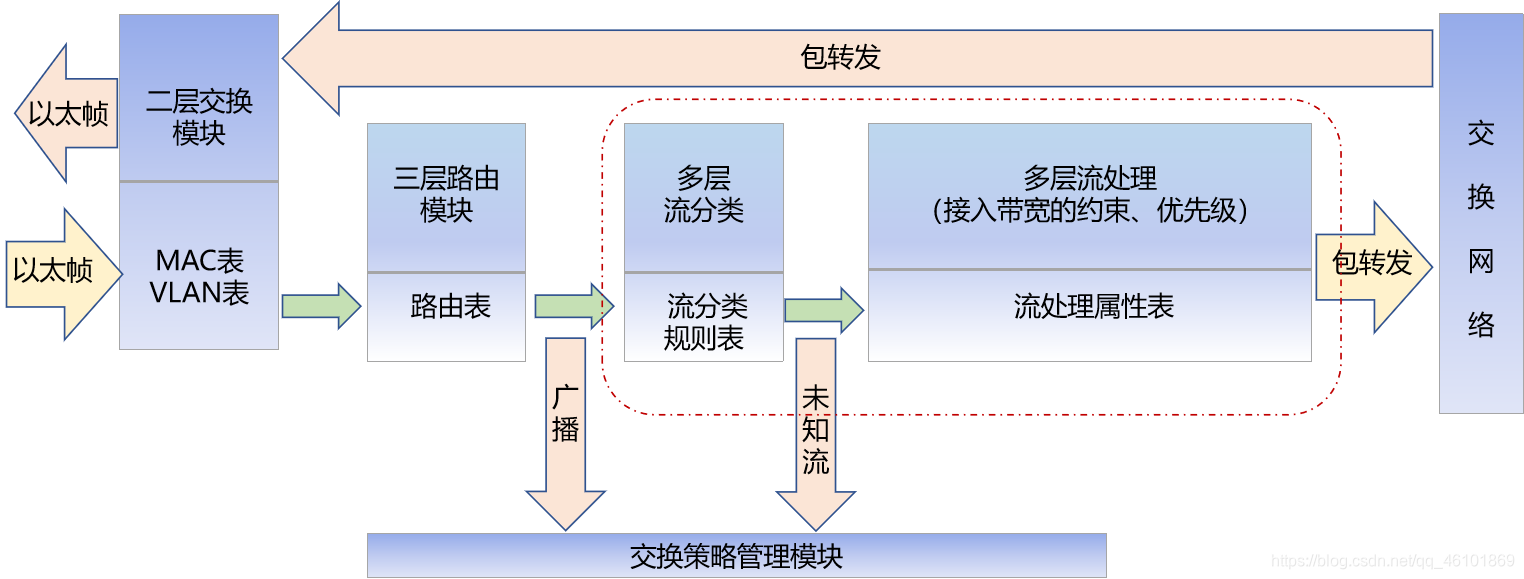 包转发
以太帧
二层交换
模块
三层路由
模块
多层
流分类
多层流处理
（接入带宽的约束、优先级）
交
换
网
络
以太帧
MAC表
VLAN表
路由表
流分类
规则表
流处理属性表
包转发
广
播
未
知
流
交换策略管理模块
https://blog.csdn.net/qq_46101869